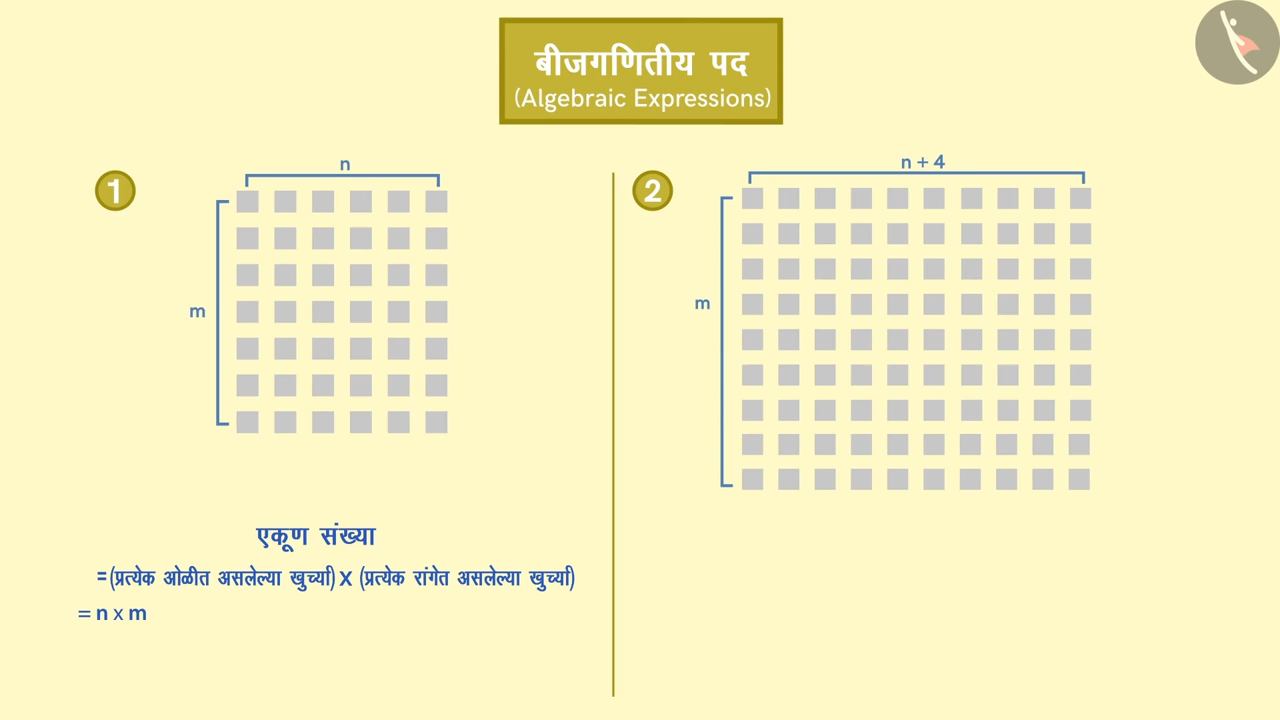 बीजगणितीय पद
(Algebraic Expressions)
1
n
m
एकूण संख्या
=(प्रत्येक ओळीत असलेल्या खुर्च्या) x (प्रत्येक रांगेत असलेल्या खुर्च्या)
= n x m
2
n + 4
m